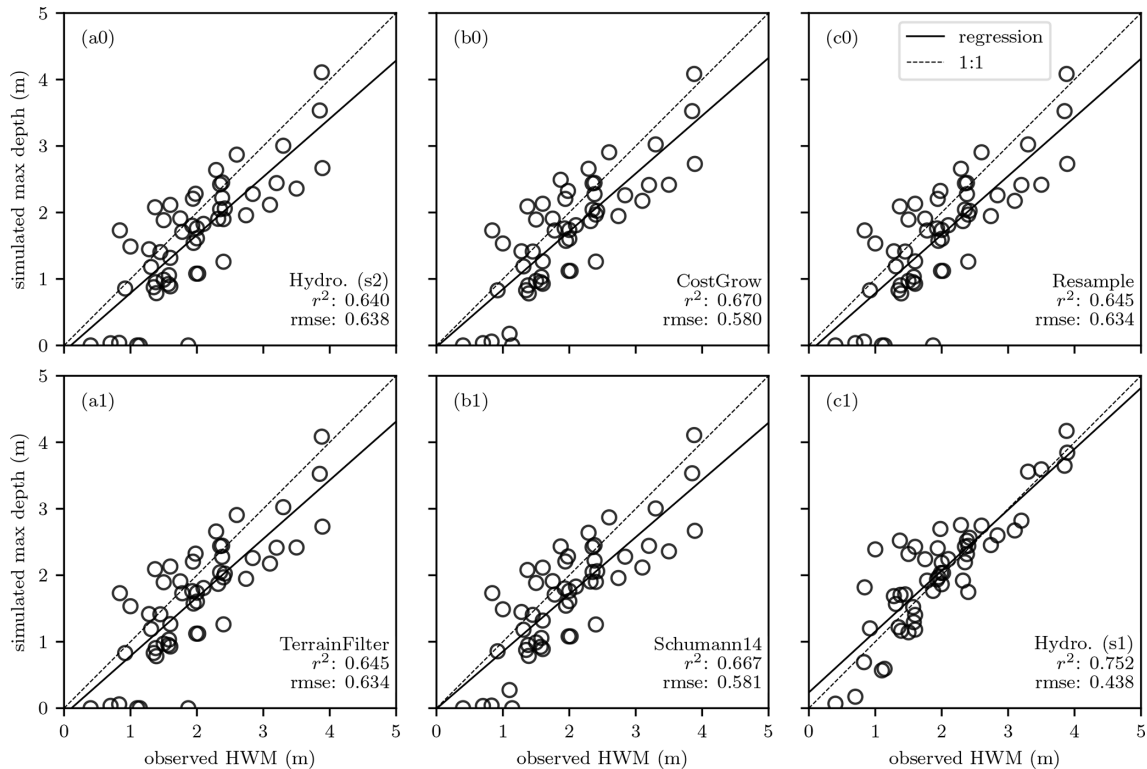 (a0)
5
4
3
2
1
0
simulated max depth (m)
Hydro. (s2)
r²: 0.640
rmse: 0.638
(b0)
CostGrow
r²: 0.670
rmse: 0.580
(c0)
regression
1:1
Resample
r²: 0.645
rmse: 0.634
(a1)
5
4
3
2
1
0
simulated max depth (m)
TerrainFilter
r²: 0.645
rmse: 0.634
0 1 2 3 4 5
observed HWM (m)
(b1)
Schumann14
r²: 0.667
rmse: 0.581
0 1 2 3 4 5
observed HWM (m)
(c1)
Hydro. (s1)
r²: 0.752
rmse: 0.438
0 1 2 3 4 5
observed HWM (m)